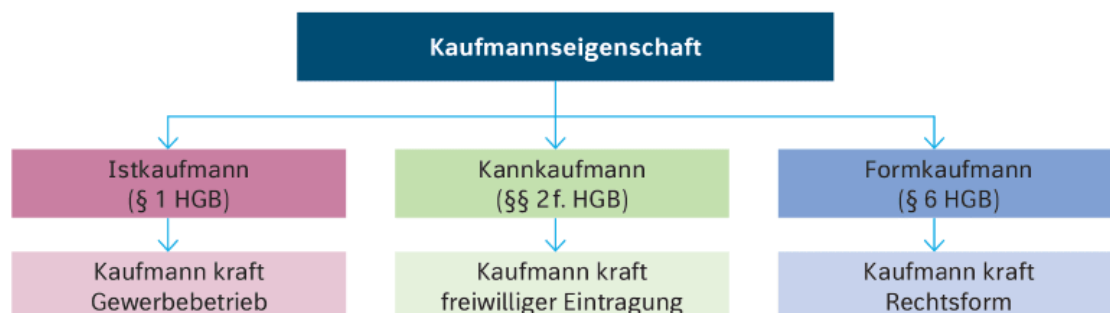 Kaufmannseigenschaft
Istkaufmann
(§ 1 HGB)
Kannkaufmann
(§§ 2 f. HGB)
Formkaufmann
(§ 6 HGB)
Kaufmann kraft
Gewerbebetrieb
Kaufmann kraft
freiwilliger Eintragung
Kaufmann kraft
Rechtsform